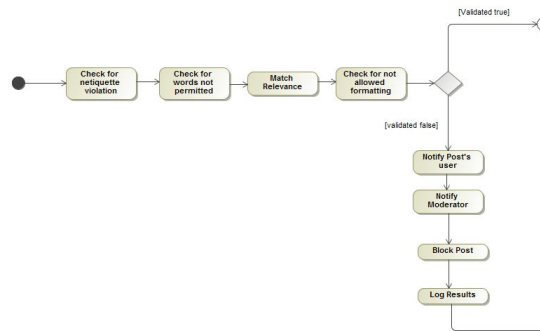 [Validated true]
Check for
netiquette
violation
Check for
words not
permitted
Match
Relevance
Check for not
allowed
formatting
[validated false]
Notify Post's
user
Notify
Moderator
Block Post
Log Results